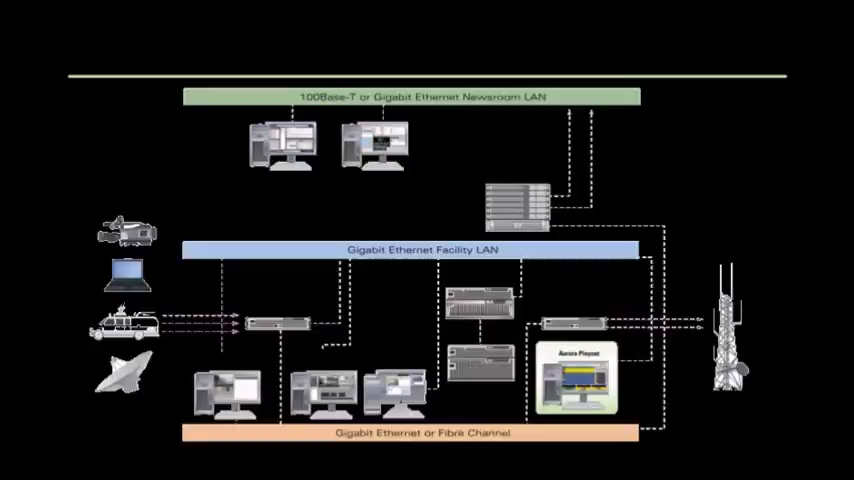 100Base-T or Gigabit Ethernet Newsroom LAN
Gigabit Ethernet Facility LAN
Aurora Playout
Gigabit Ethernet or Fibre Channel